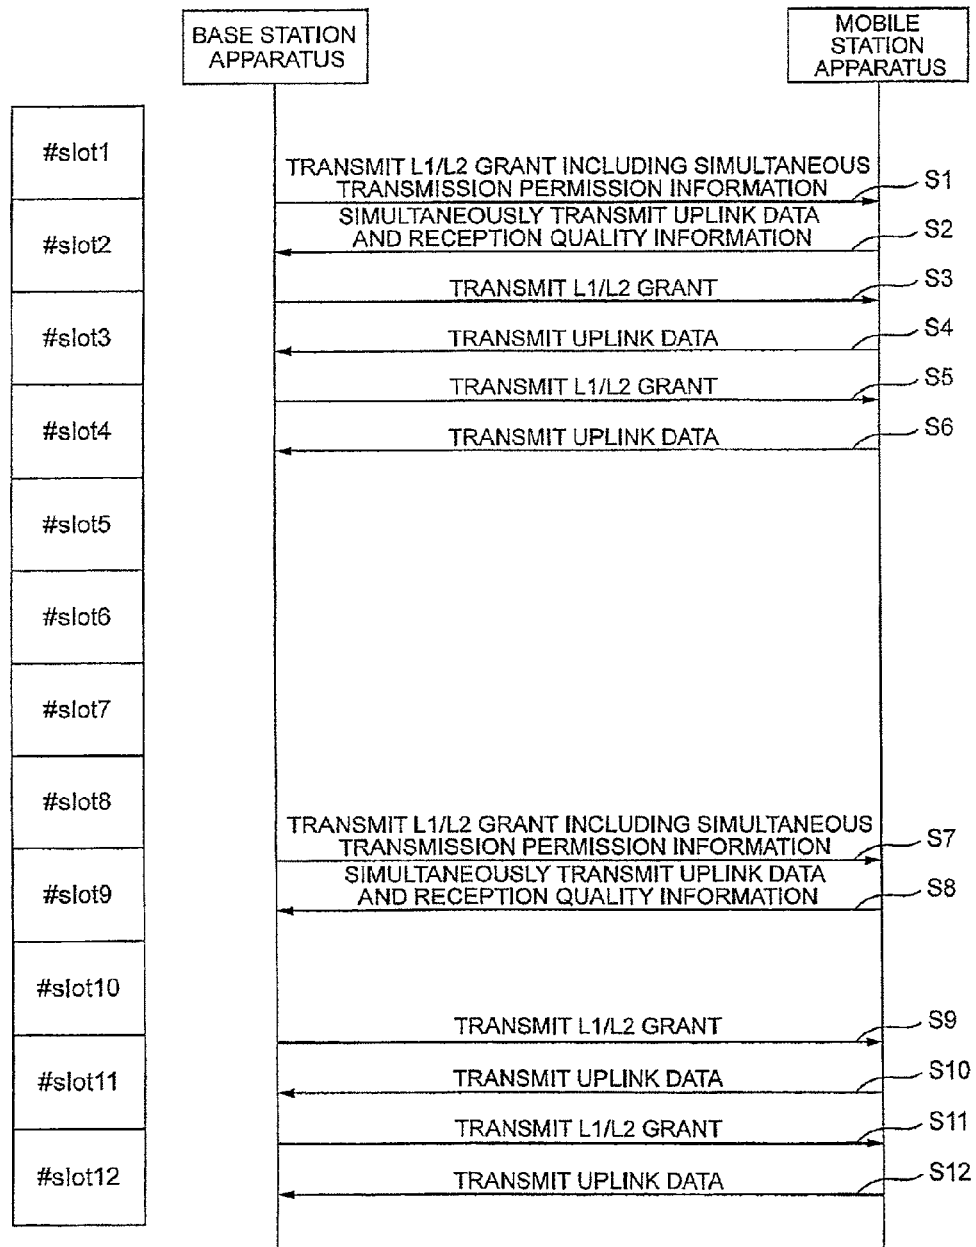 BASE STATION
APPARATUS
MOBILE
STATION
APPARATUS
#slot1
TRANSMIT L1/L2 GRANT INCLUDING SIMULTANEOUS
TRANSMISSION PERMISSION INFORMATION
S1
#slot2
SIMULTANEOUSLY TRANSMIT UPLINK DATA
AND RECEPTION QUALITY INFORMATION
S2
TRANSMIT L1/L2 GRANT
S3
#slot3
TRANSMIT UPLINK DATA
S4
TRANSMIT L1/L2 GRANT
S5
#slot4
TRANSMIT UPLINK DATA
S6
#slot5
#slot6
#slot7
#slot8
TRANSMIT L1/L2 GRANT INCLUDING SIMULTANEOUS
TRANSMISSION PERMISSION INFORMATION
S7
#slot9
SIMULTANEOUSLY TRANSMIT UPLINK DATA
AND RECEPTION QUALITY INFORMATION
S8
#slot10
TRANSMIT L1/L2 GRANT
S9
#slot11
TRANSMIT UPLINK DATA
S10
TRANSMIT L1/L2 GRANT
S11
#slot12
TRANSMIT UPLINK DATA
S12